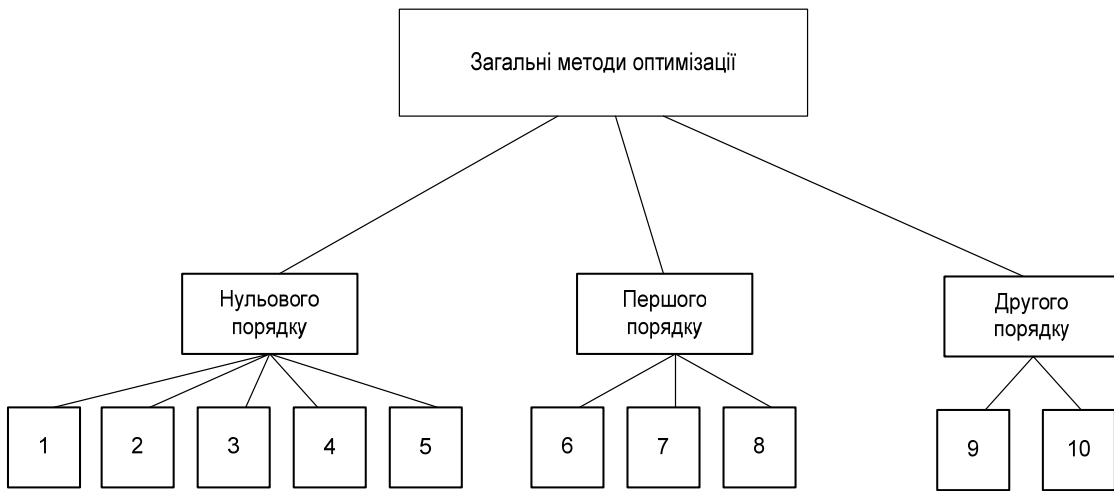 Загальні методи оптимізації
Нульового
порядку
Першого
порядку
Другого
порядку
1
2
3
4
5
6
7
8
9
10